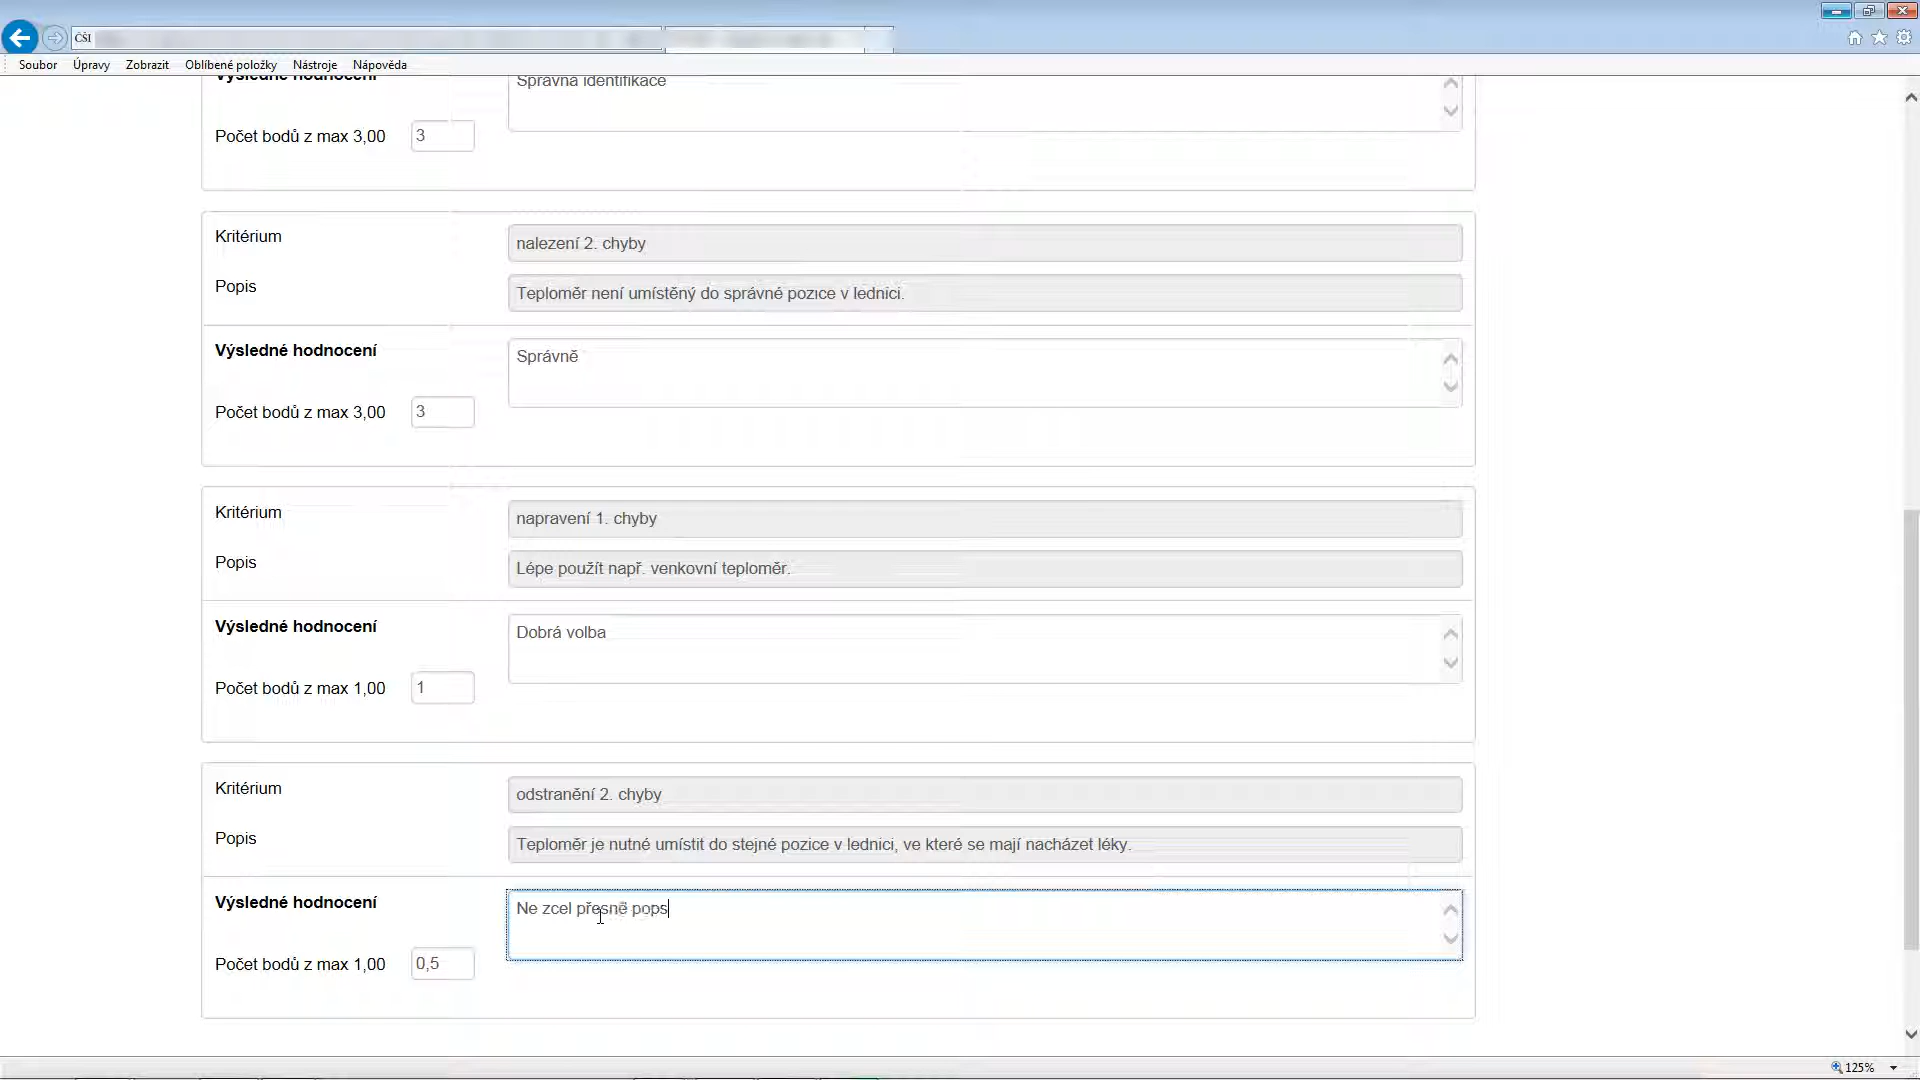 ČŠI
Soubor Úpravy Zobrazit Oblíbené položky Nástroje Nápověda
Výsledné hodnocení Správná identifikace
Počet bodů z max 3,00 3
Kritérium nalezení 2. chyby
Popis Teploměr není umístěný do správné pozice v lednici.
Výsledné hodnocení Správně
Počet bodů z max 3,00 3
Kritérium napravení 1. chyby
Popis Lépe použít např. venkovní teploměr.
Výsledné hodnocení Dobrá volba
Počet bodů z max 1,00 1
Kritérium odstranění 2. chyby
Popis Teploměr je nutné umístit do stejné pozice v lednici, ve které se mají nacházet léky.
Výsledné hodnocení Ne zcel přesně pops
Počet bodů z max 1,00 0,5
125%